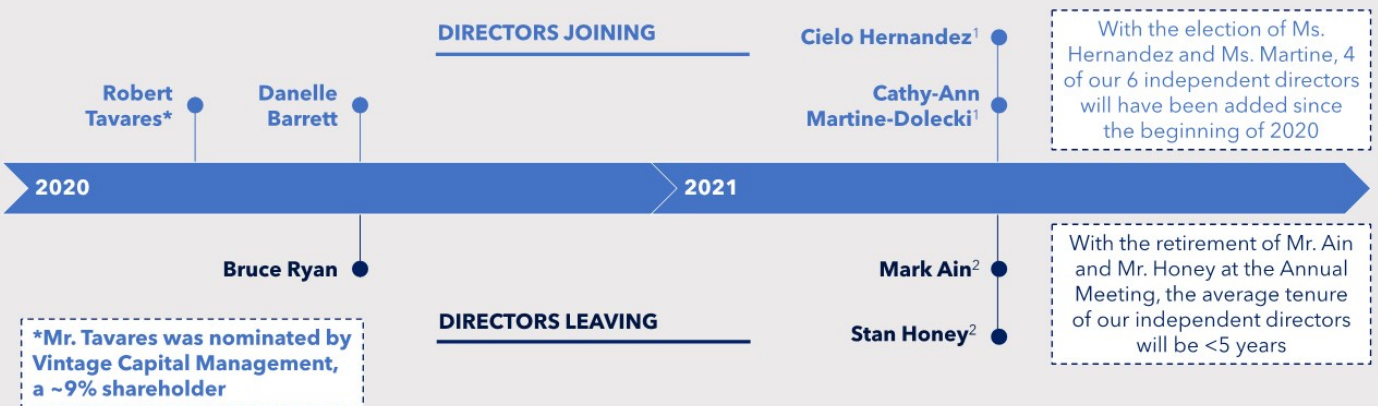 DIRECTORS JOINING
Robert
Tavares*
Danelle
Barrett
Cielo Hernandez¹
Cathy-Ann
Martine-Dolecki¹
With the election of Ms.
Hernandez and Ms. Martine, 4
of our 6 independent directors
will have been added since
the beginning of 2020
2020
2021
Bruce Ryan
*Mr. Tavares was nominated by
Vintage Capital Management,
a ~9% shareholder
DIRECTORS LEAVING
Mark Ain²
Stan Honey²
With the retirement of Mr. Ain
and Mr. Honey at the Annual
Meeting, the average tenure
of our independent directors
will be <5 years